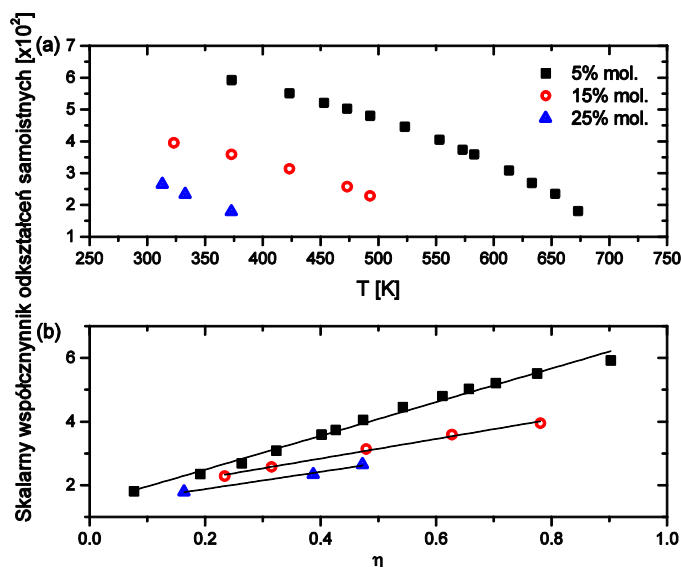 Skalarny współcznynnik odkształceń samoistnych [x10²]
(a)
7
6
5
4
3
2
1
5% mol.
15% mol.
25% mol.
250 300 350 400 450 500 550 600 650 700 750
T [K]
(b)
6
4
2
0.0 0.2 0.4 0.6 0.8 1.0
η